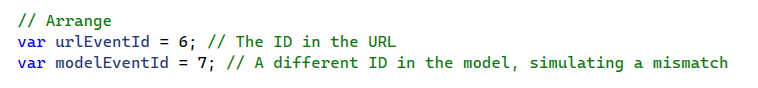 // Arrange
var urlEventId = 6; // The ID in the URL
var modelEventId = 7; // A different ID in the model, simulating a mismatch